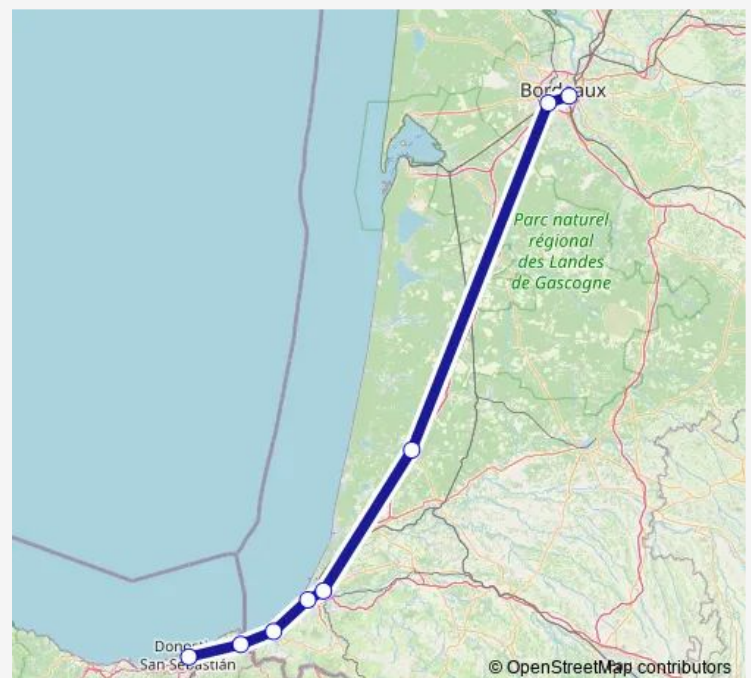 Bordeaux
Parc naturel
régional
des Landes
de Gascogne
San Sebastián
© OpenStreetMap contributors